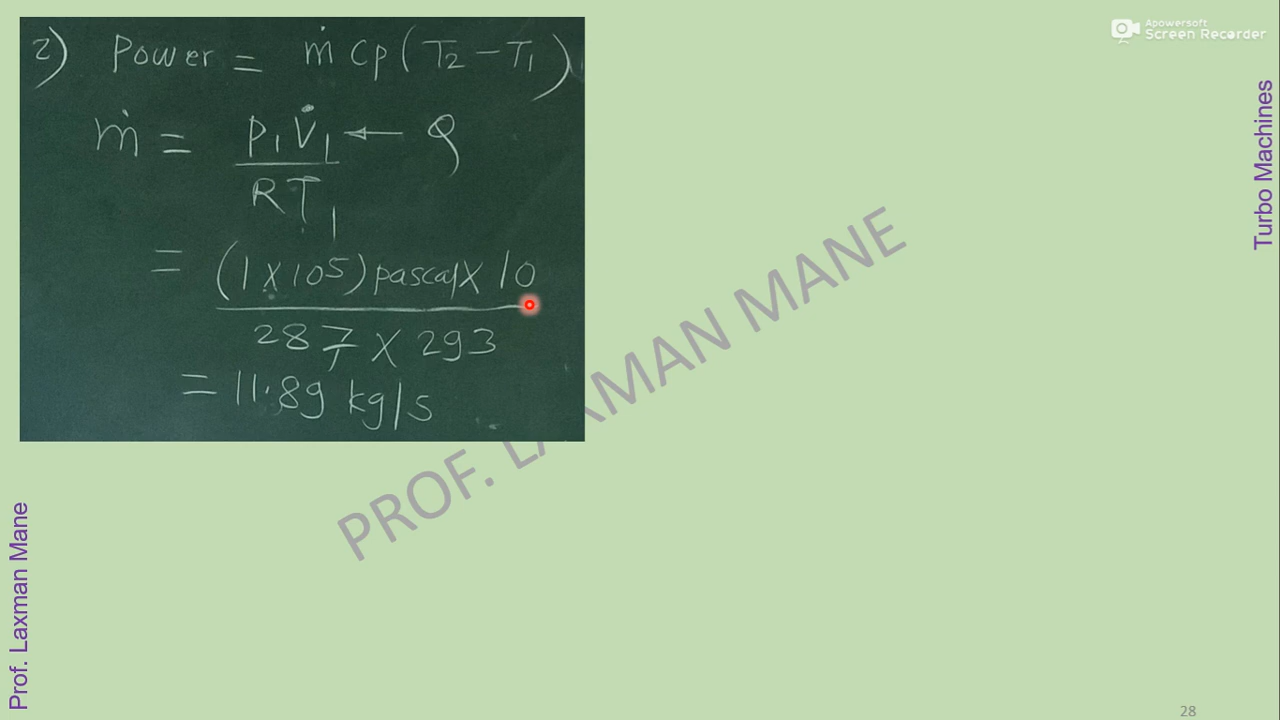 2) Power = ṁ Cp (T2 - T1)
ṁ = P1 V̇1 ← Q
RT1
= (1 X 10⁵) pascal X 10
287 X 293
= 11.89 kg/s
PROF. LAXMAN MANE
Prof. Laxman Mane
Turbo Machines
Apowersoft
Screen Recorder
28